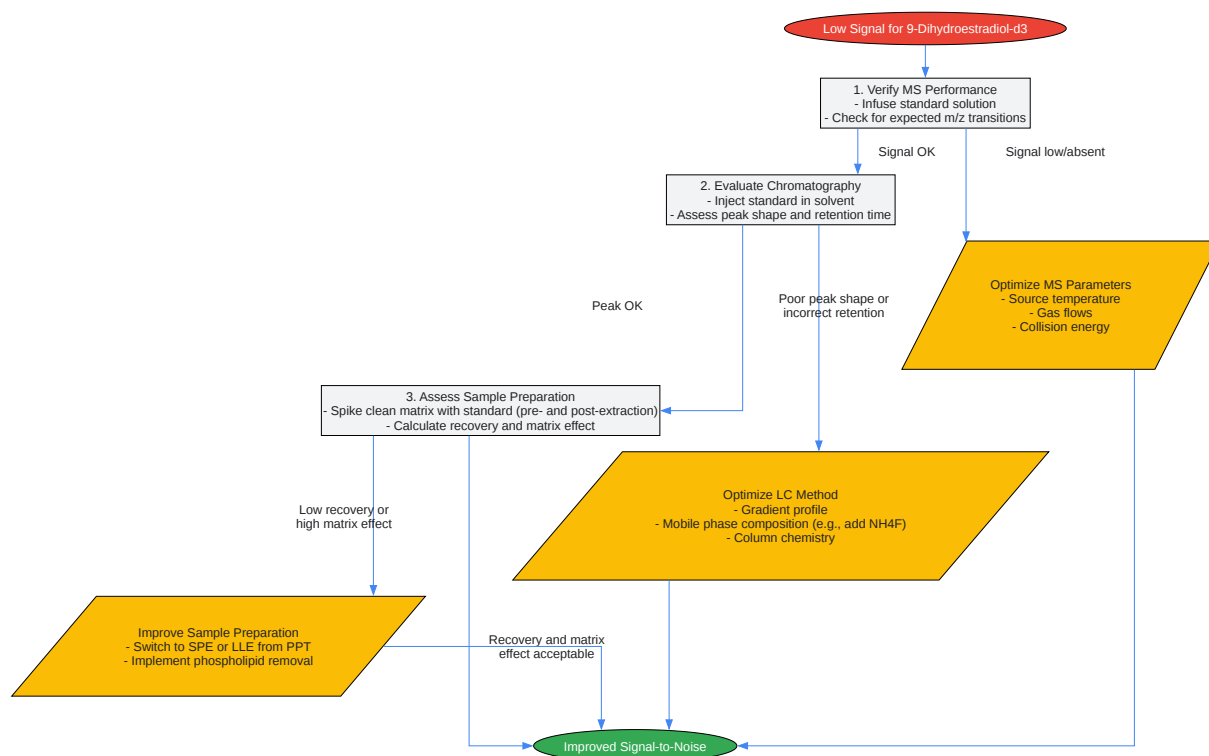 Low Signal for 9-Dihydroestradiol-d3
1. Verify MS Performance
- Infuse standard solution
- Check for expected m/z transitions
Signal OK
Signal low/absent
2. Evaluate Chromatography
- Inject standard in solvent
- Assess peak shape and retention time
Optimize MS Parameters
- Source temperature
- Gas flows
- Collision energy
Peak OK
Poor peak shape or
incorrect retention
3. Assess Sample Preparation
- Spike clean matrix with standard (pre- and post-extraction)
- Calculate recovery and matrix effect
Low recovery or
high matrix effect
Optimize LC Method
- Gradient profile
- Mobile phase composition (e.g., add NH4F)
- Column chemistry
Improve Sample Preparation
- Switch to SPE or LLE from PPT
- Implement phospholipid removal
Recovery and matrix
effect acceptable
Improved Signal-to-Noise